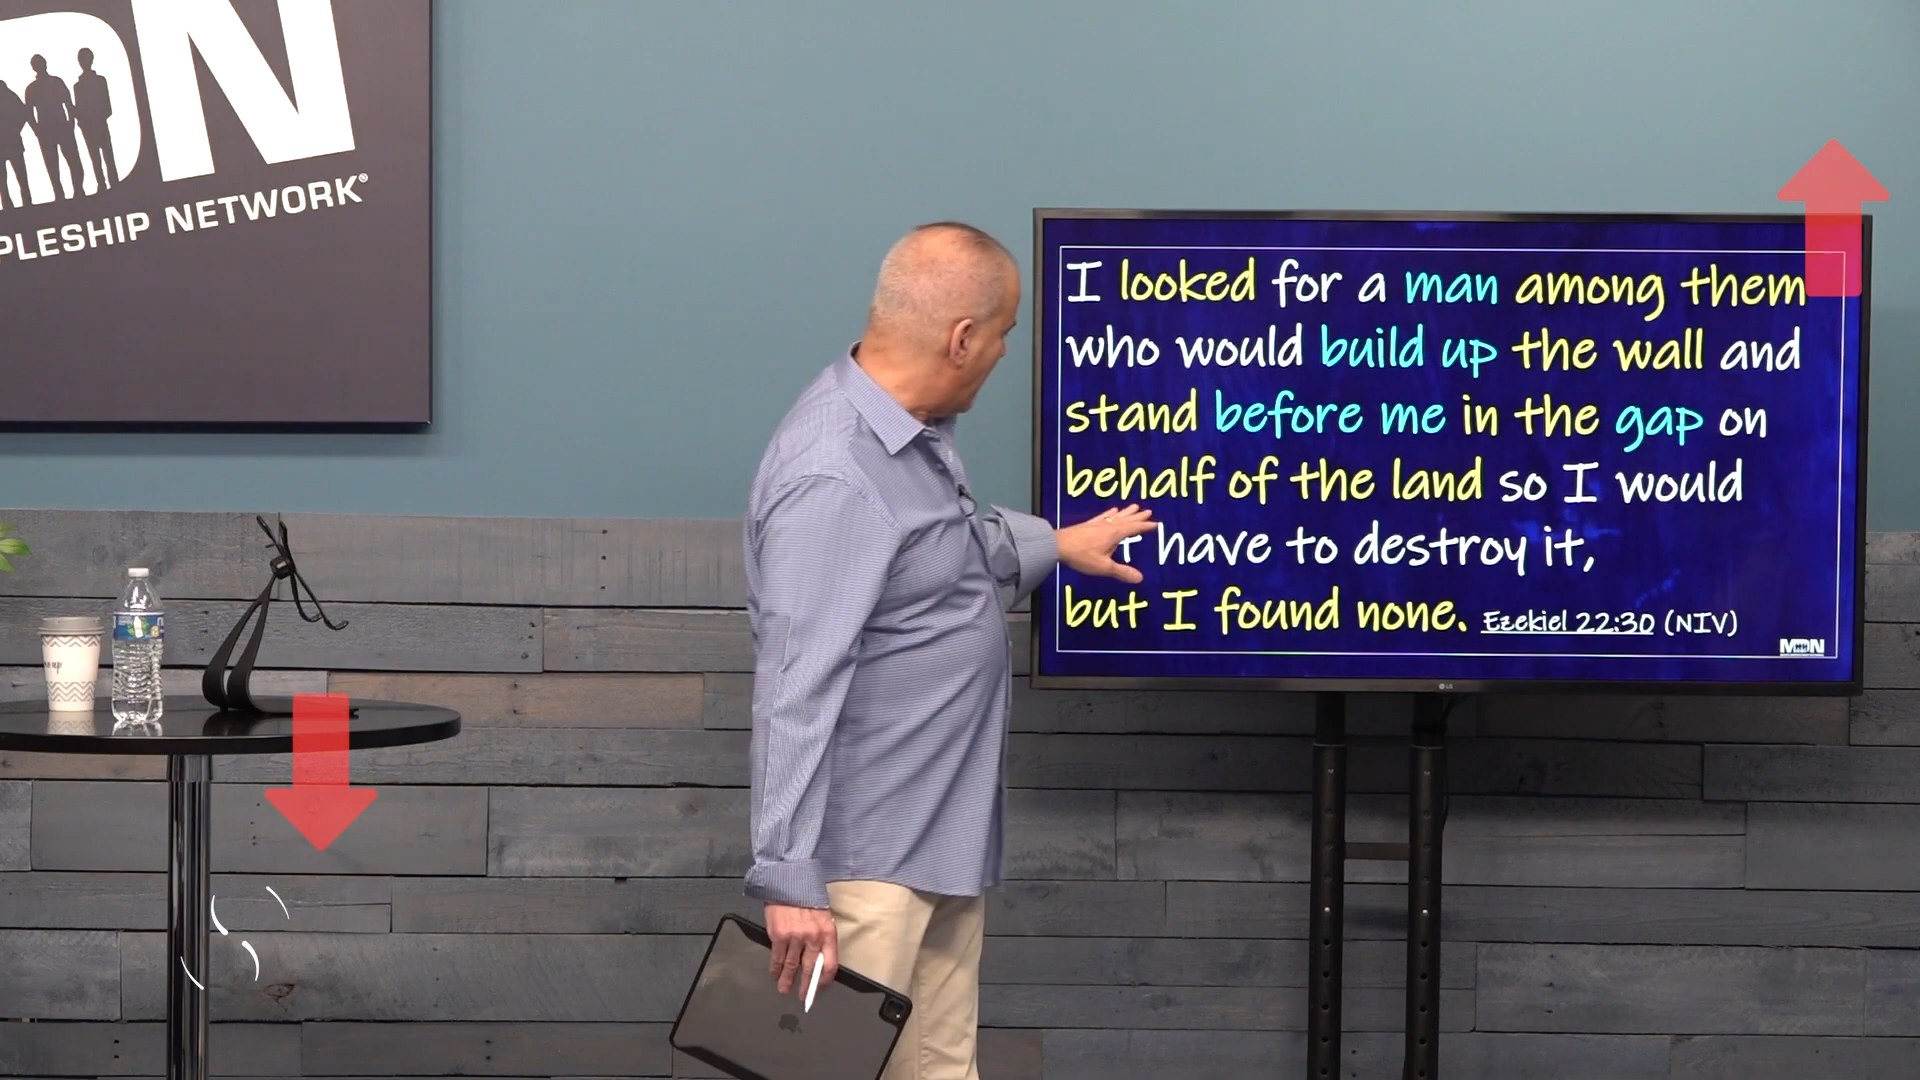 DN
PLESHIP NETWORK®
I looked for a man among them
who would build up the wall and
stand before me in the gap on
behalf of the land so I would
have to destroy it,
but I found none. Ezekiel 22:30 (NIV)
MDN
LG